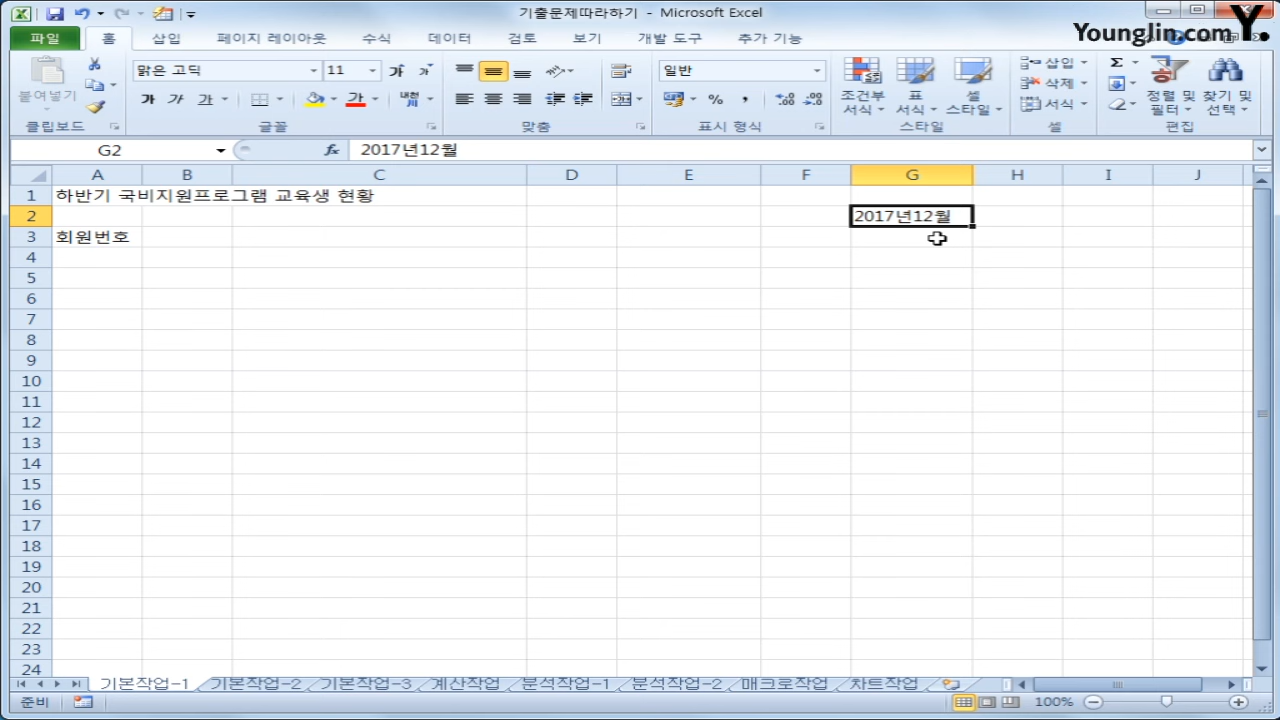 기출문제따라하기 - Microsoft Excel
Younglin.com Y.
파일 홈 삽입 페이지 레이아웃 수식 데이터 검토 보기 개발 도구 추가 기능
붙여넣기
클립보드
맑은 고딕 11 가 가
가 가 가 가 내천
글꼴
맞춤
일반
% ,
표시 형식
조건부 서식
표 서식
셀 스타일
스타일
삽입
삭제
서식
셀
Σ
정렬 및 필터
찾기 및 선택
편집
G2 fx 2017년12월
A B C D E F G H I J
1 하반기 국비지원프로그램 교육생 현황
2 2017년12월
3 회원번호
4
5
6
7
8
9
10
11
12
13
14
15
16
17
18
19
20
21
22
23
24
기본작업-1 기본작업-2 기본작업-3 계산작업 분석작업-1 분석작업-2 매크로작업 차트작업
준비 100%